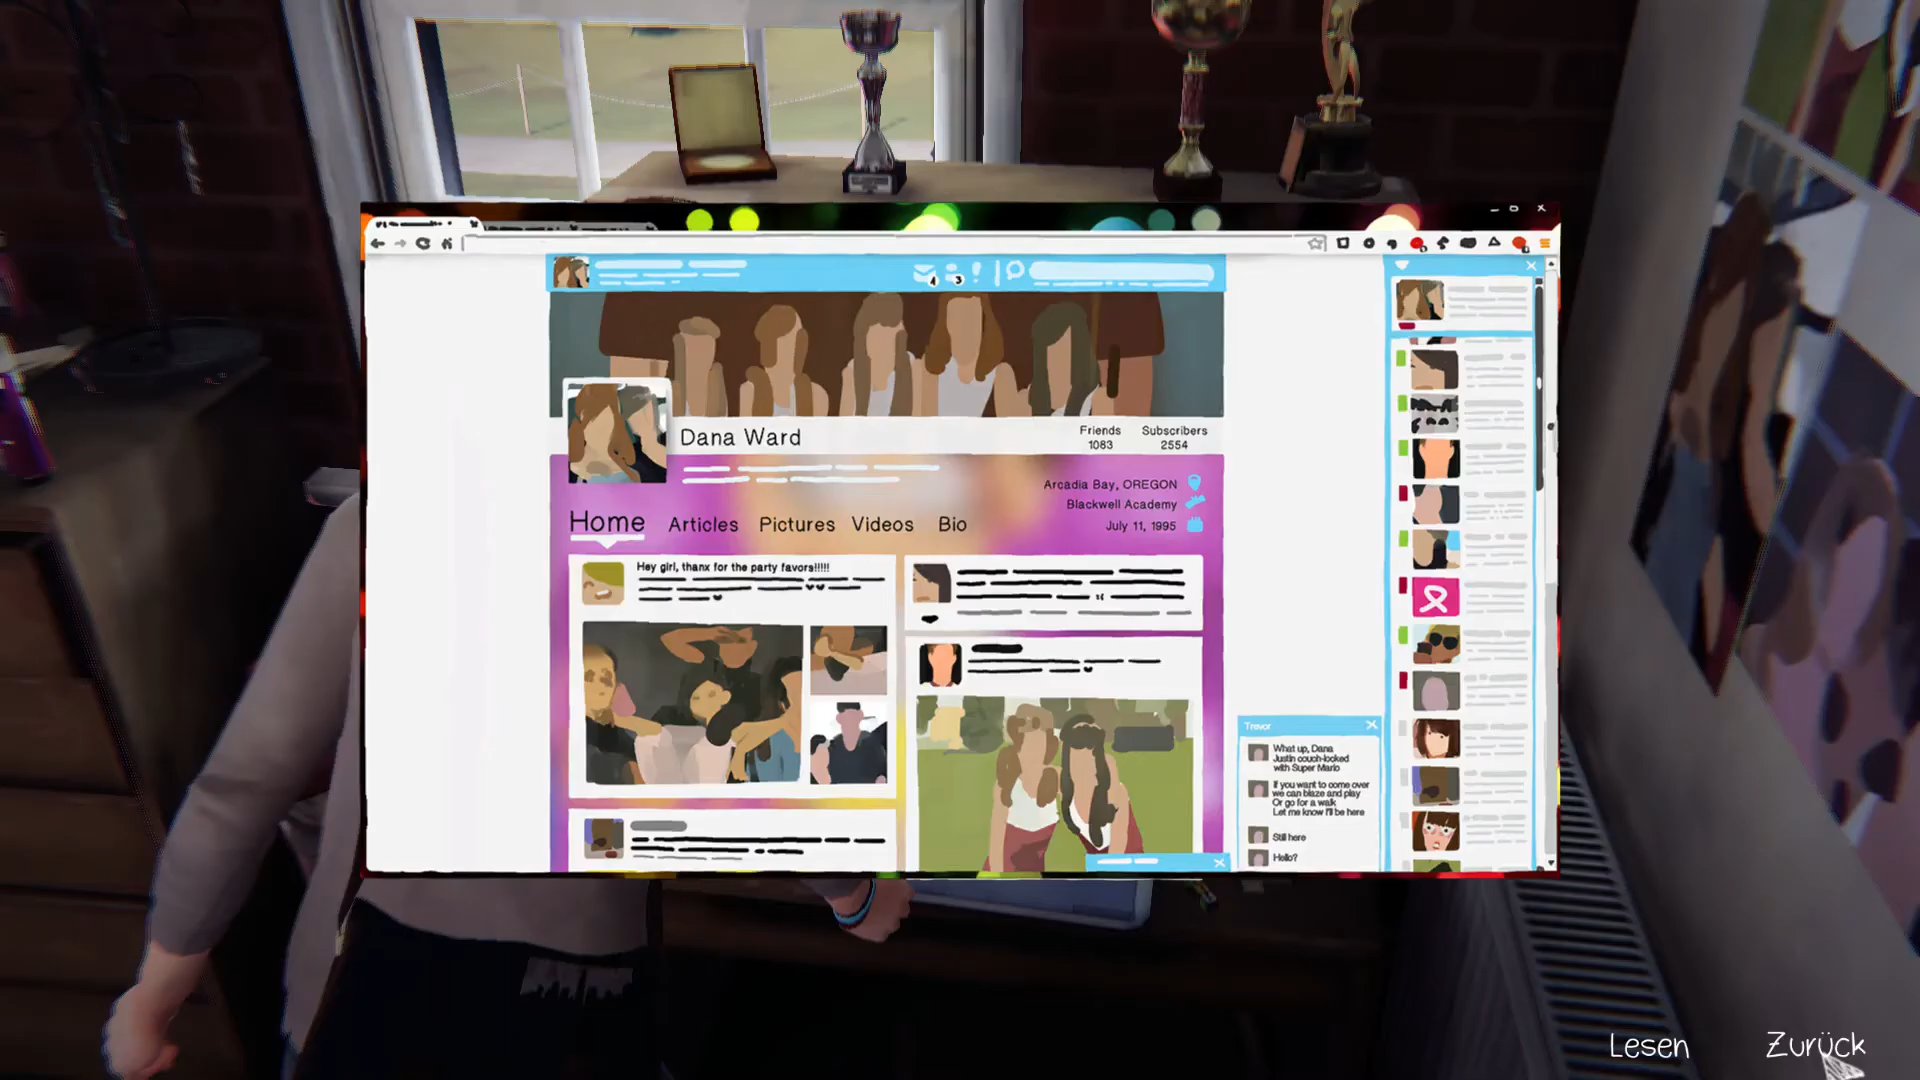 4
3
Dana Ward
Friends
1083
Subscribers
2554
Arcadia Bay, OREGON
Blackwell Academy
July 11, 1995
Home
Articles
Pictures
Videos
Bio
Hey girl, thanx for the party favors!!!!!
:(
Trevor
What up, Dana
Justin couch-locked
with Super Mario
If you want to come over
we can blaze and play
Or go for a walk
Let me know I'll be here
Still here
Hello?
Lesen
Zurück